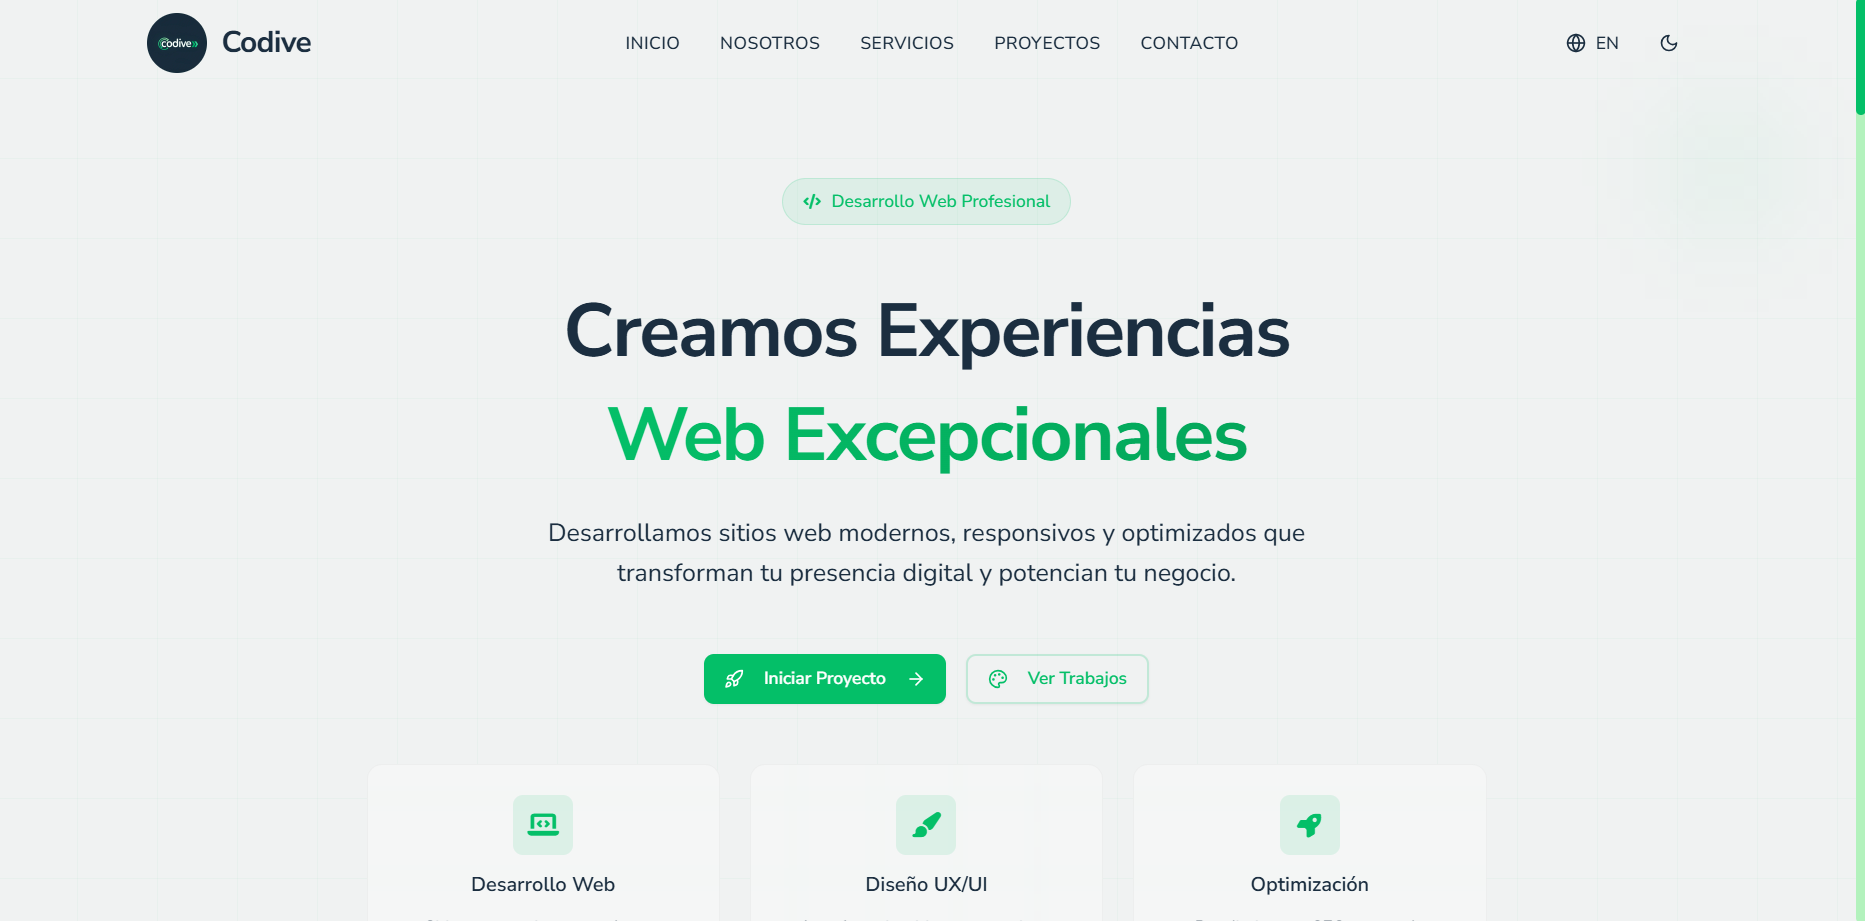 codive
Codive
INICIO
NOSOTROS
SERVICIOS
PROYECTOS
CONTACTO
EN
Desarrollo Web Profesional
Creamos Experiencias
Web Excepcionales
Desarrollamos sitios web modernos, responsivos y optimizados que
transforman tu presencia digital y potencian tu negocio.
Iniciar Proyecto
Ver Trabajos
Desarrollo Web
Diseño UX/UI
Optimización